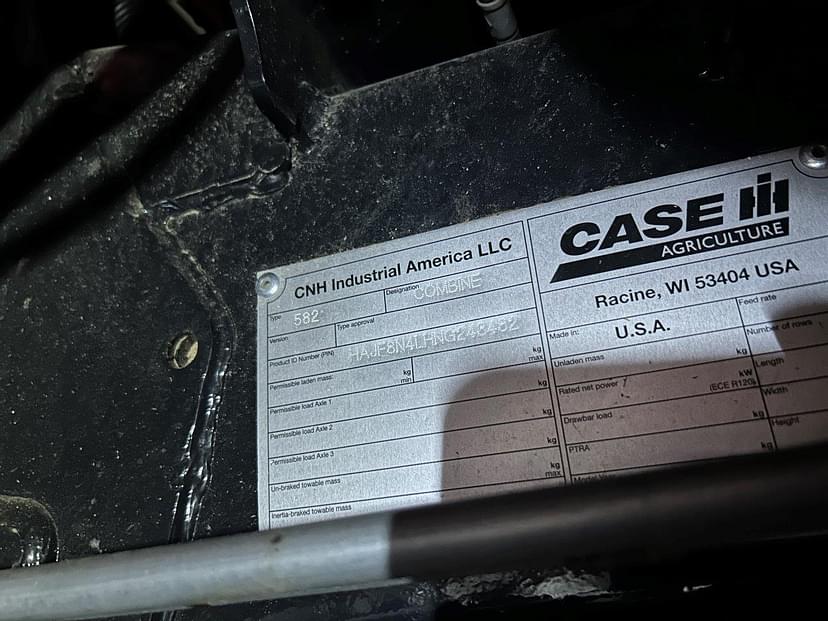 CNH Industrial America LLC
Type
582
Designation
COMBINE
Version
Type approval
Product ID Number (PIN)
HAJF8N4LHNG248482
Permissible laden mass:
kg
min
kg
max
Permissible load Axle 1
kg
Permissible load Axle 2
kg
Permissible load Axle 3
kg
Un-braked towable mass
kg
max
Inertia-braked towable mass
CASE IH
AGRICULTURE
Racine, WI 53404 USA
Made in:
U.S.A.
Feed rate
Unladen mass
kg
Number of rows
Rated net power
kW
(ECE R120)
Length
Drawbar load
kg
Width
PTRA
kg
Height